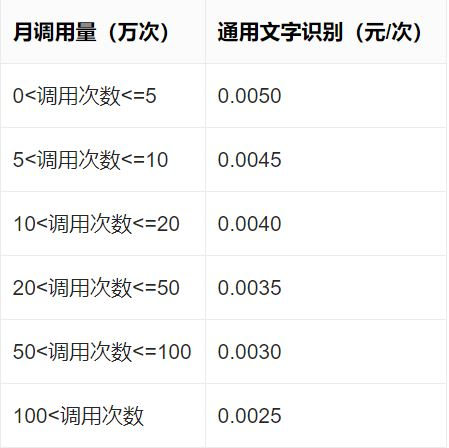 月调用量（万次） 通用文字识别（元/次）
0<调用次数<=5 0.0050
5<调用次数<=10 0.0045
10<调用次数<=20 0.0040
20<调用次数<=50 0.0035
50<调用次数<=100 0.0030
100<调用次数 0.0025